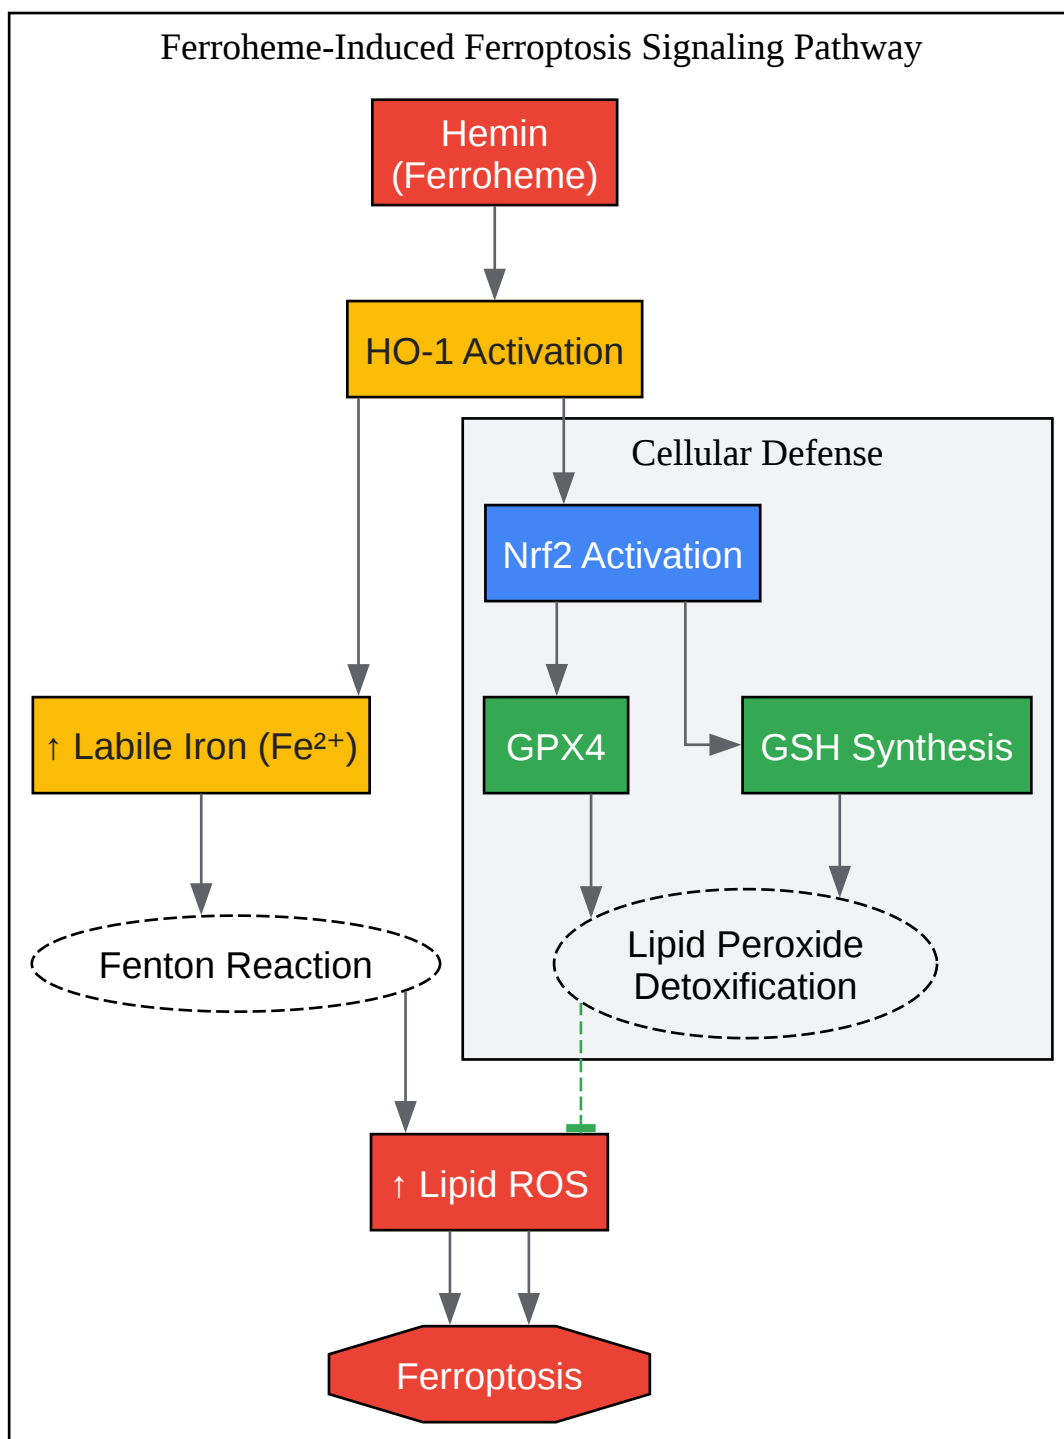 Ferroheme-Induced Ferroptosis Signaling Pathway
Hemin
(Ferroheme)
HO-1 Activation
Cellular Defense
Nrf2 Activation
↑ Labile Iron (Fe²⁺)
GPX4
GSH Synthesis
Fenton Reaction
Lipid Peroxide
Detoxification
↑ Lipid ROS
Ferroptosis